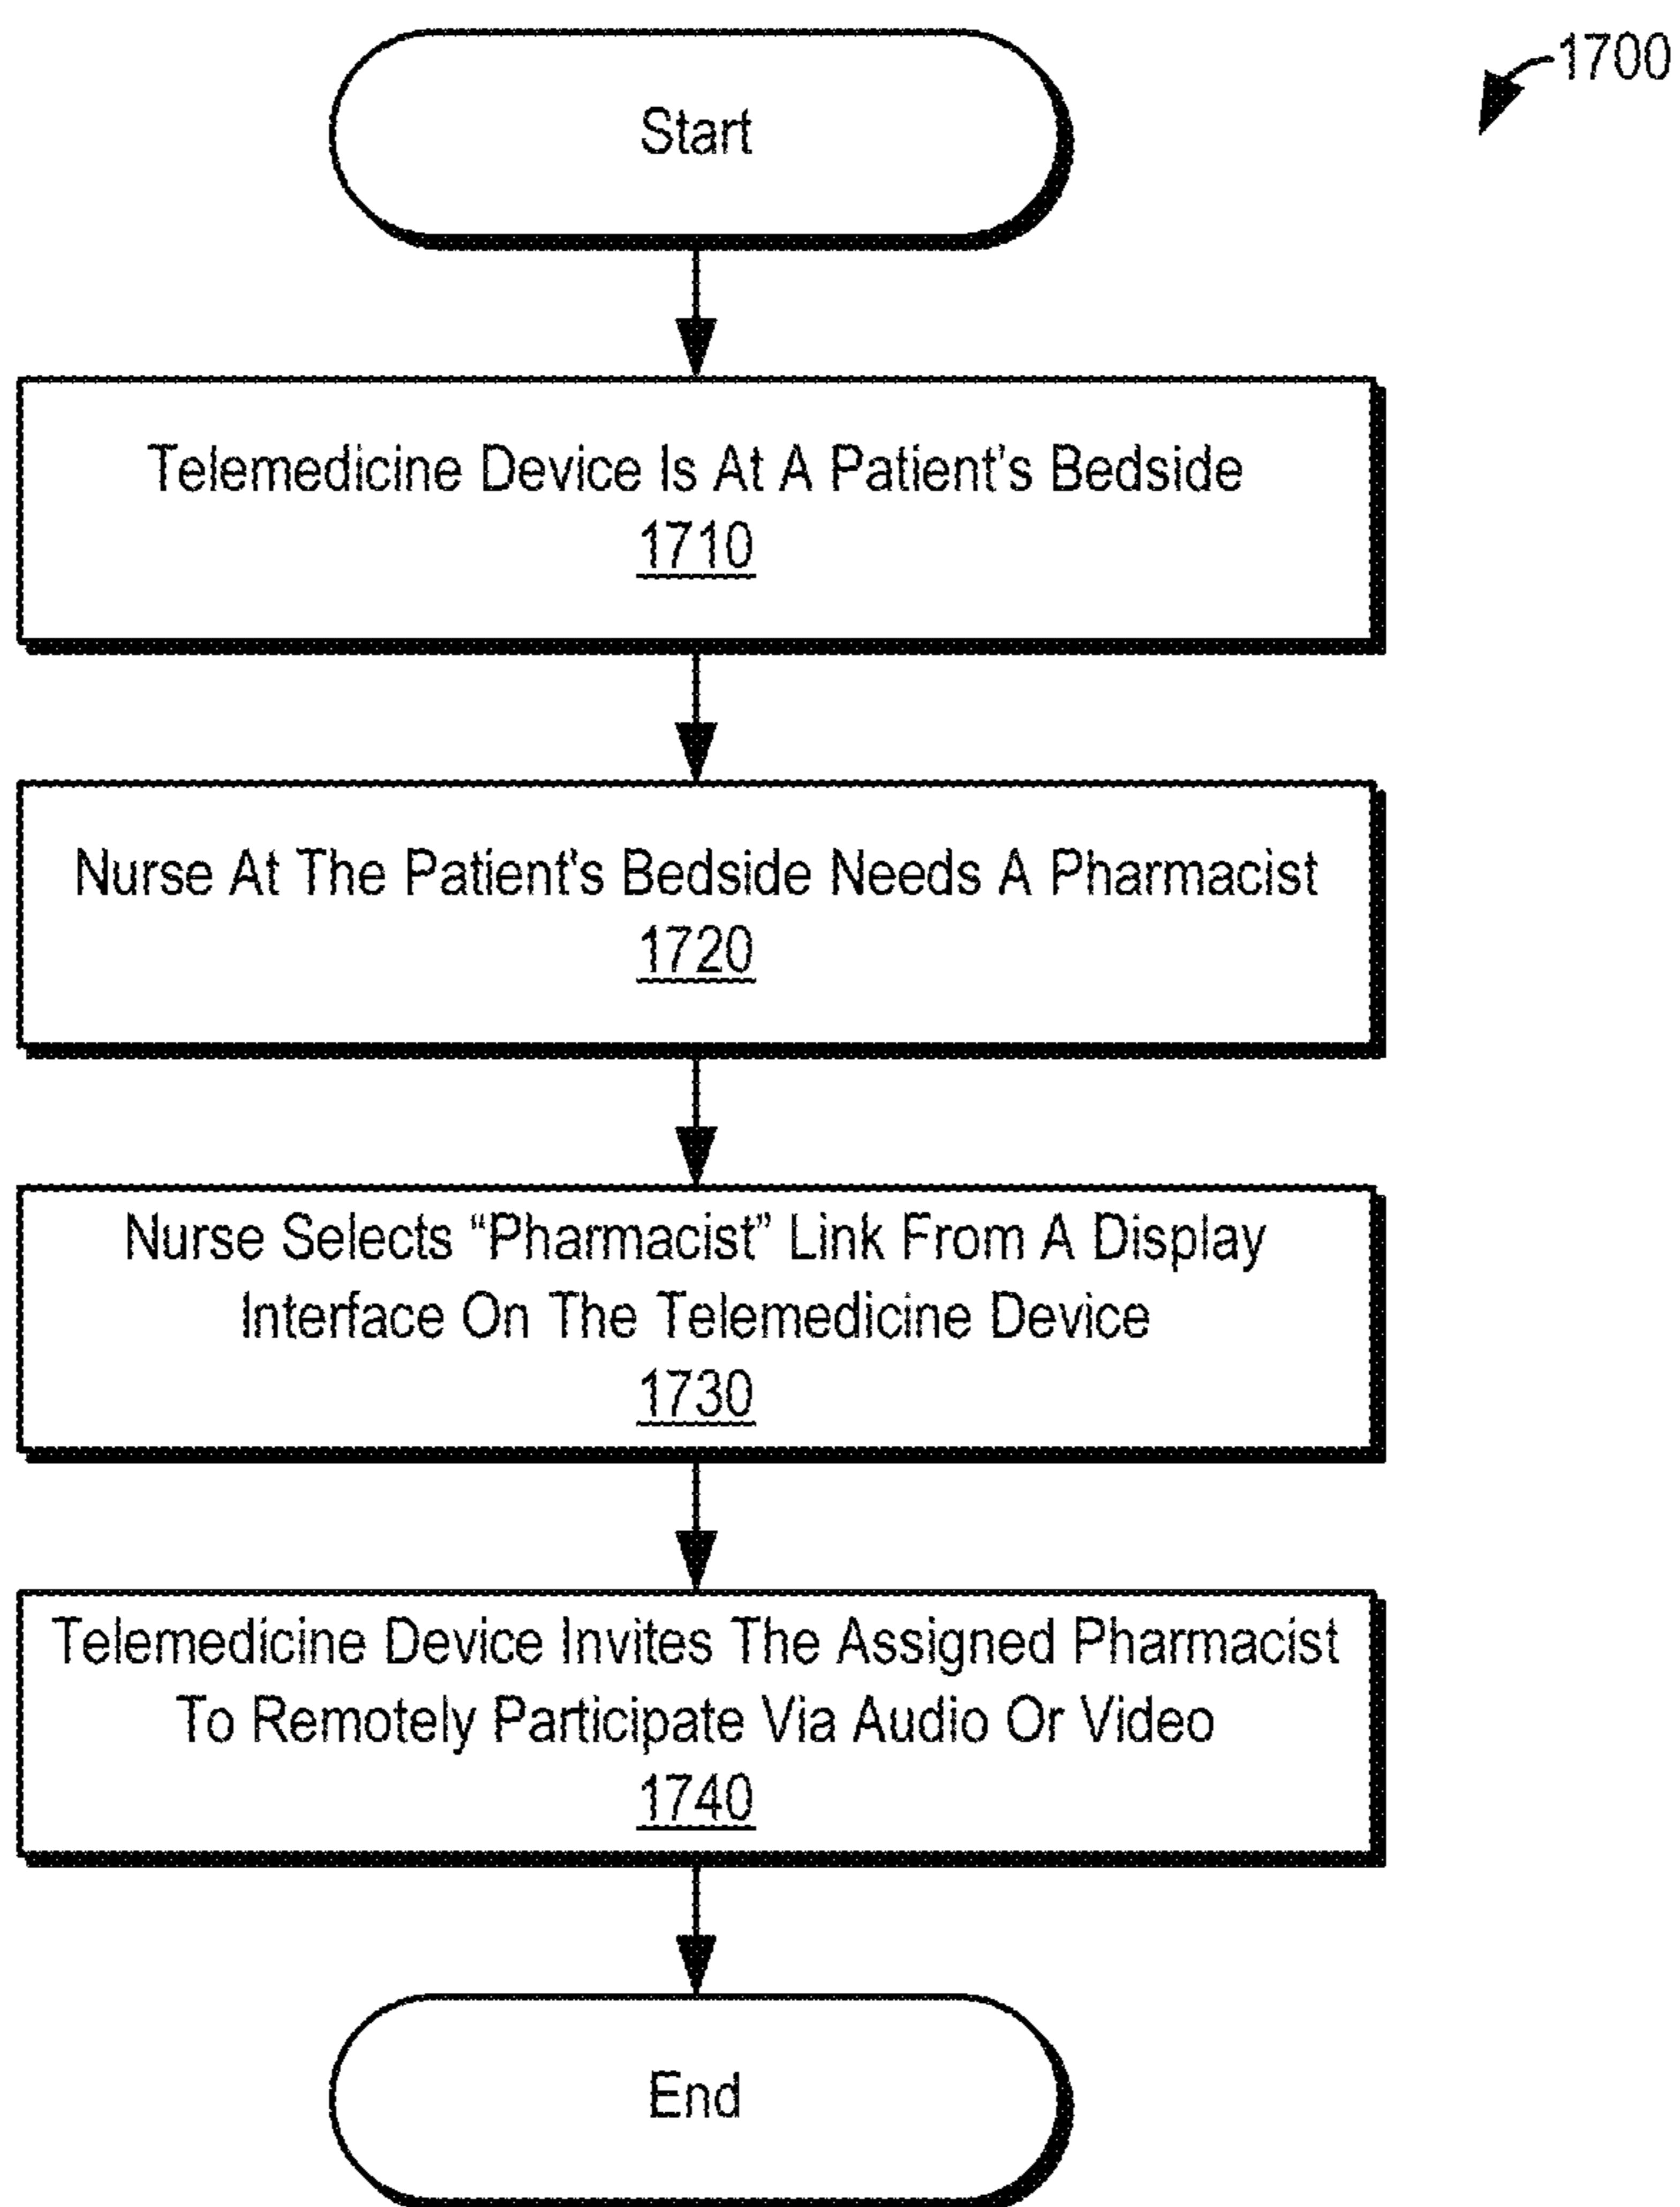 1700
Start
Telemedicine Device Is At A Patient's Bedside
1710
Nurse At The Patient's Bedside Needs A Pharmacist
1720
Nurse Selects “Pharmacist” Link From A Display
Interface On The Telemedicine Device
1730
Telemedicine Device Invites The Assigned Pharmacist
To Remotely Participate Via Audio Or Video
1740
End